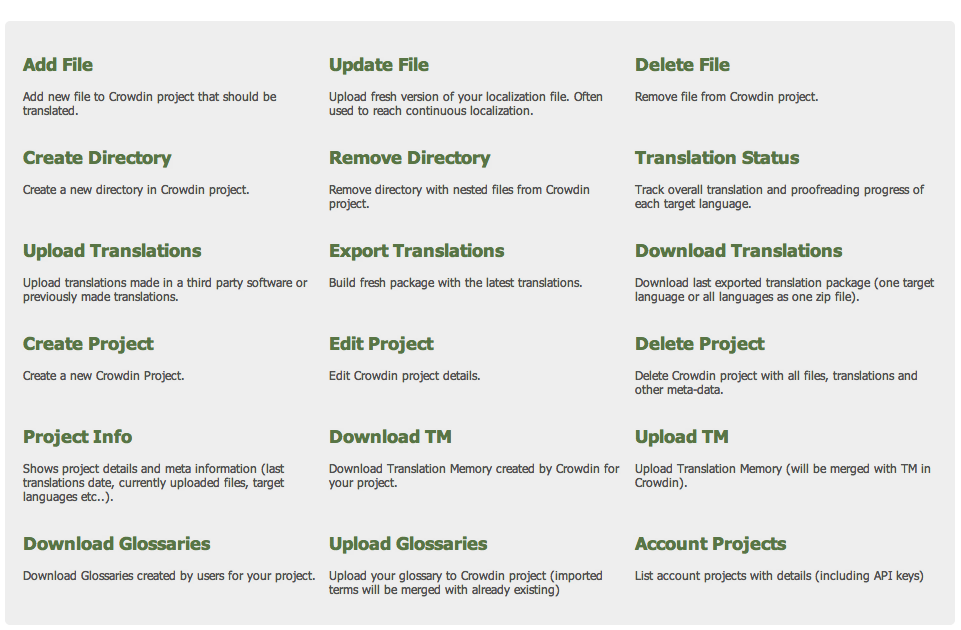 Add File
Add new file to Crowdin project that should be
translated.
Update File
Upload fresh version of your localization file. Often
used to reach continuous localization.
Delete File
Remove file from Crowdin project.
Create Directory
Create a new directory in Crowdin project.
Remove Directory
Remove directory with nested files from Crowdin
project.
Translation Status
Track overall translation and proofreading progress of
each target language.
Upload Translations
Upload translations made in a third party software or
previously made translations.
Export Translations
Build fresh package with the latest translations.
Download Translations
Download last exported translation package (one target
language or all languages as one zip file).
Create Project
Create a new Crowdin Project.
Edit Project
Edit Crowdin project details.
Delete Project
Delete Crowdin project with all files, translations and
other meta-data.
Project Info
Shows project details and meta information (last
translations date, currently uploaded files, target
languages etc..).
Download TM
Download Translation Memory created by Crowdin for
your project.
Upload TM
Upload Translation Memory (will be merged with TM in
Crowdin).
Download Glossaries
Download Glossaries created by users for your project.
Upload Glossaries
Upload your glossary to Crowdin project (imported
terms will be merged with already existing)
Account Projects
List account projects with details (including API keys)